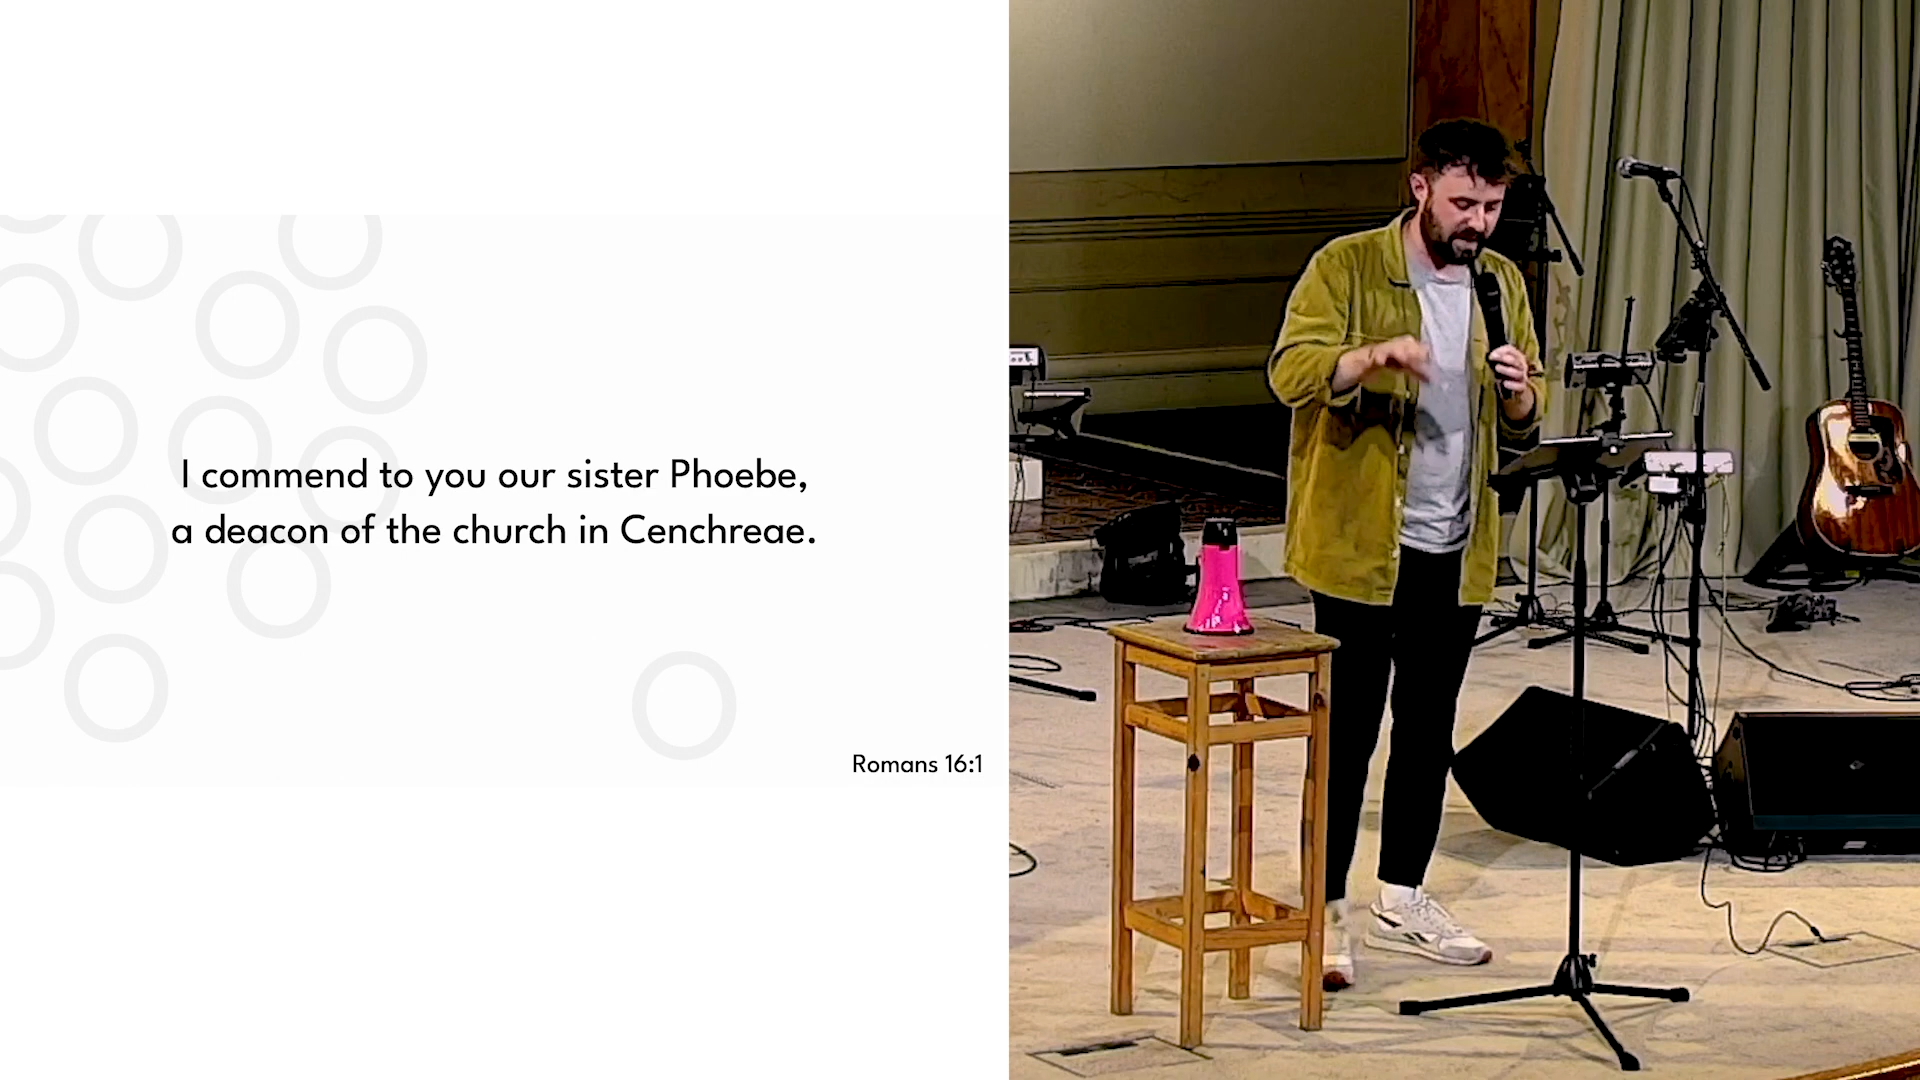 I commend to you our sister Phoebe,
a deacon of the church in Cenchreae.
Romans 16:1